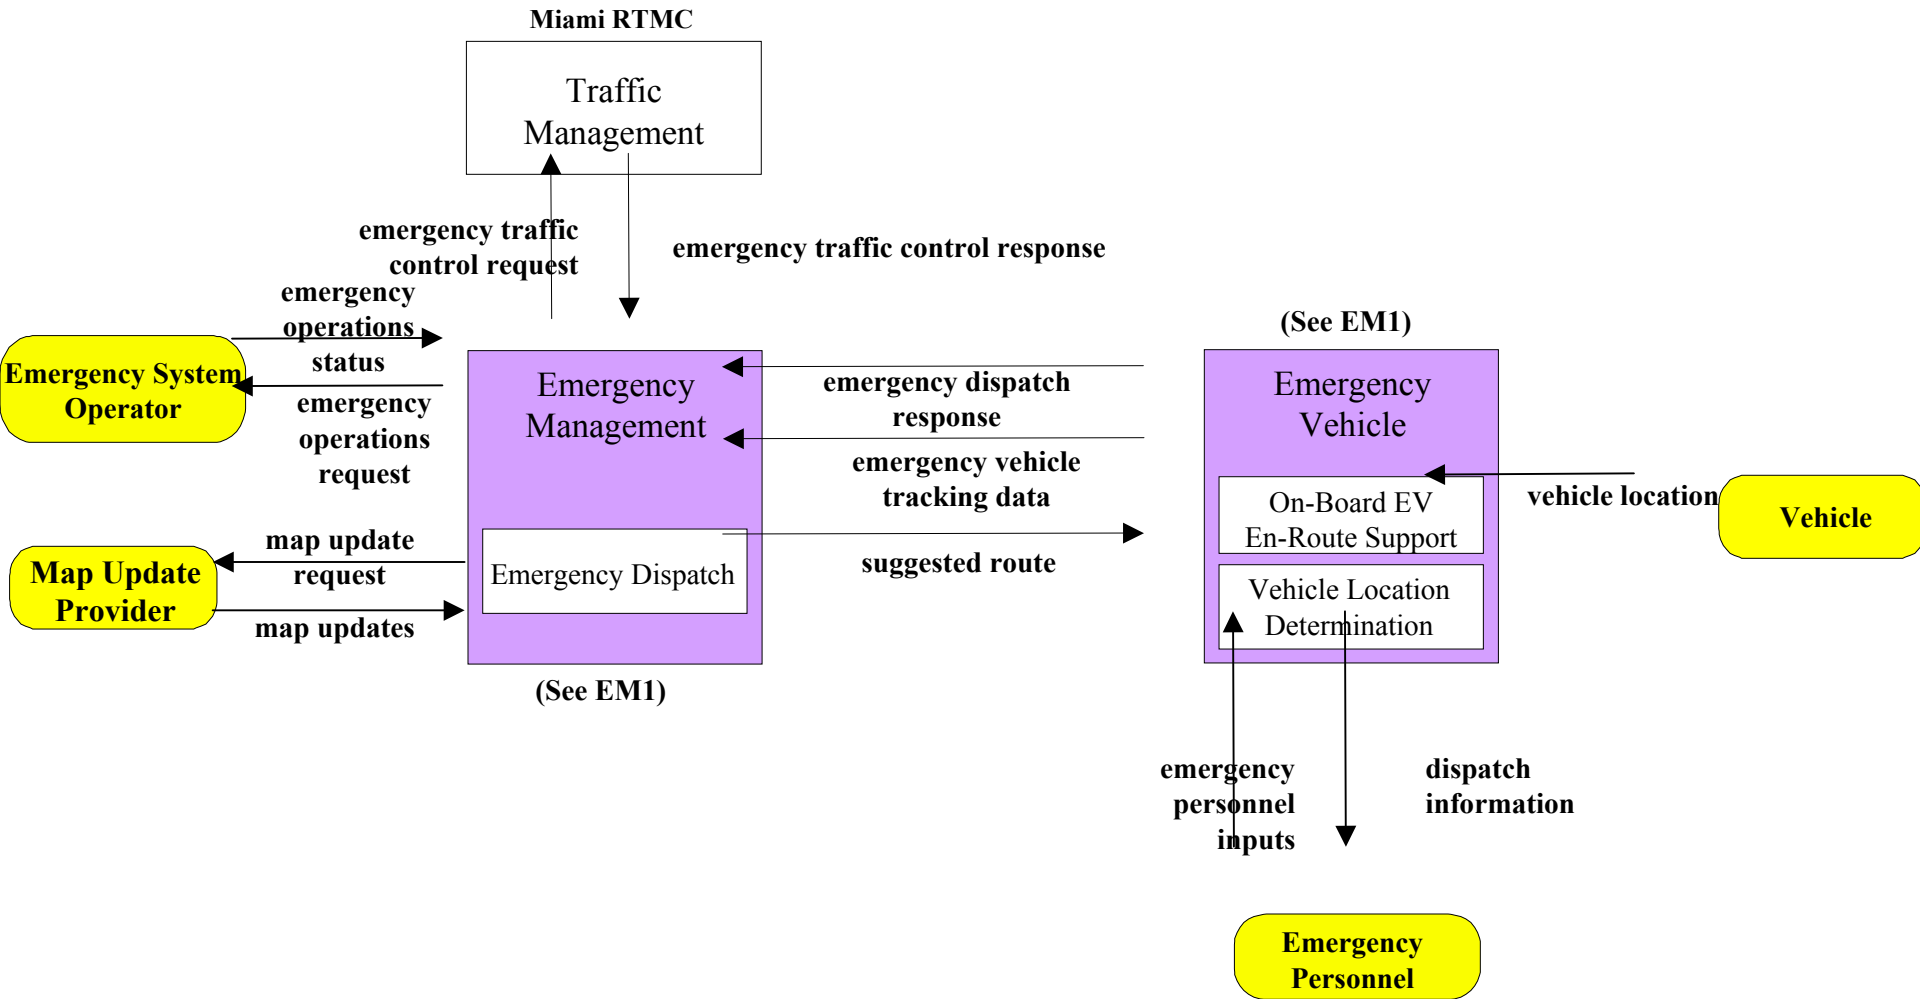 Miami RTMC
Traffic
Management
emergency traffic
control request
emergency traffic control response
emergency
operations
status
Emergency System
Operator
emergency
operations
request
Emergency
Management
emergency dispatch
response
emergency vehicle
tracking data
(See EM1)
Emergency
Vehicle
On-Board EV
En-Route Support
vehicle location
Vehicle
map update
request
Map Update
Provider
map updates
Emergency Dispatch
suggested route
Vehicle Location
Determination
(See EM1)
emergency
personnel
inputs
dispatch
information
Emergency
Personnel